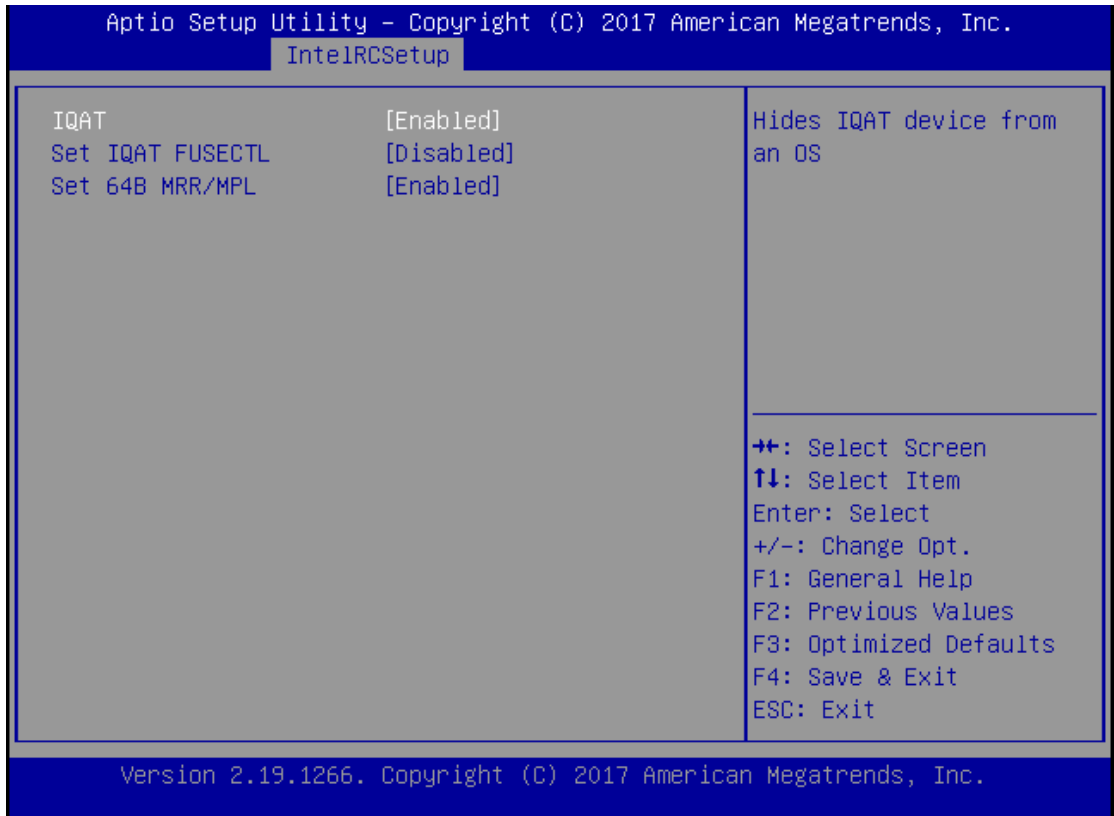 Aptio Setup Utility – Copyright (C) 2017 American Megatrends, Inc.
IntelRCSetup
IQAT [Enabled]
Set IQAT FUSECTL [Disabled]
Set 64B MRR/MPL [Enabled]
Hides IQAT device from
an OS
→←: Select Screen
↑↓: Select Item
Enter: Select
+/-: Change Opt.
F1: General Help
F2: Previous Values
F3: Optimized Defaults
F4: Save & Exit
ESC: Exit
Version 2.19.1266. Copyright (C) 2017 American Megatrends, Inc.